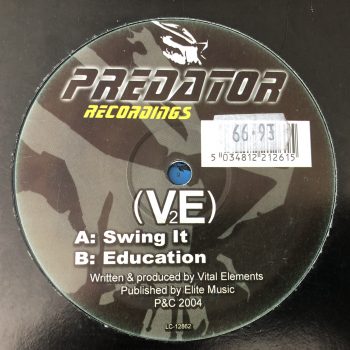 PREDATOR
RECORDINGS
66-93
5 034812 212615
(V2E)
A: Swing It
B: Education
Written & produced by Vital Elements
Published by Elite Music
P&C 2004
LC-12862